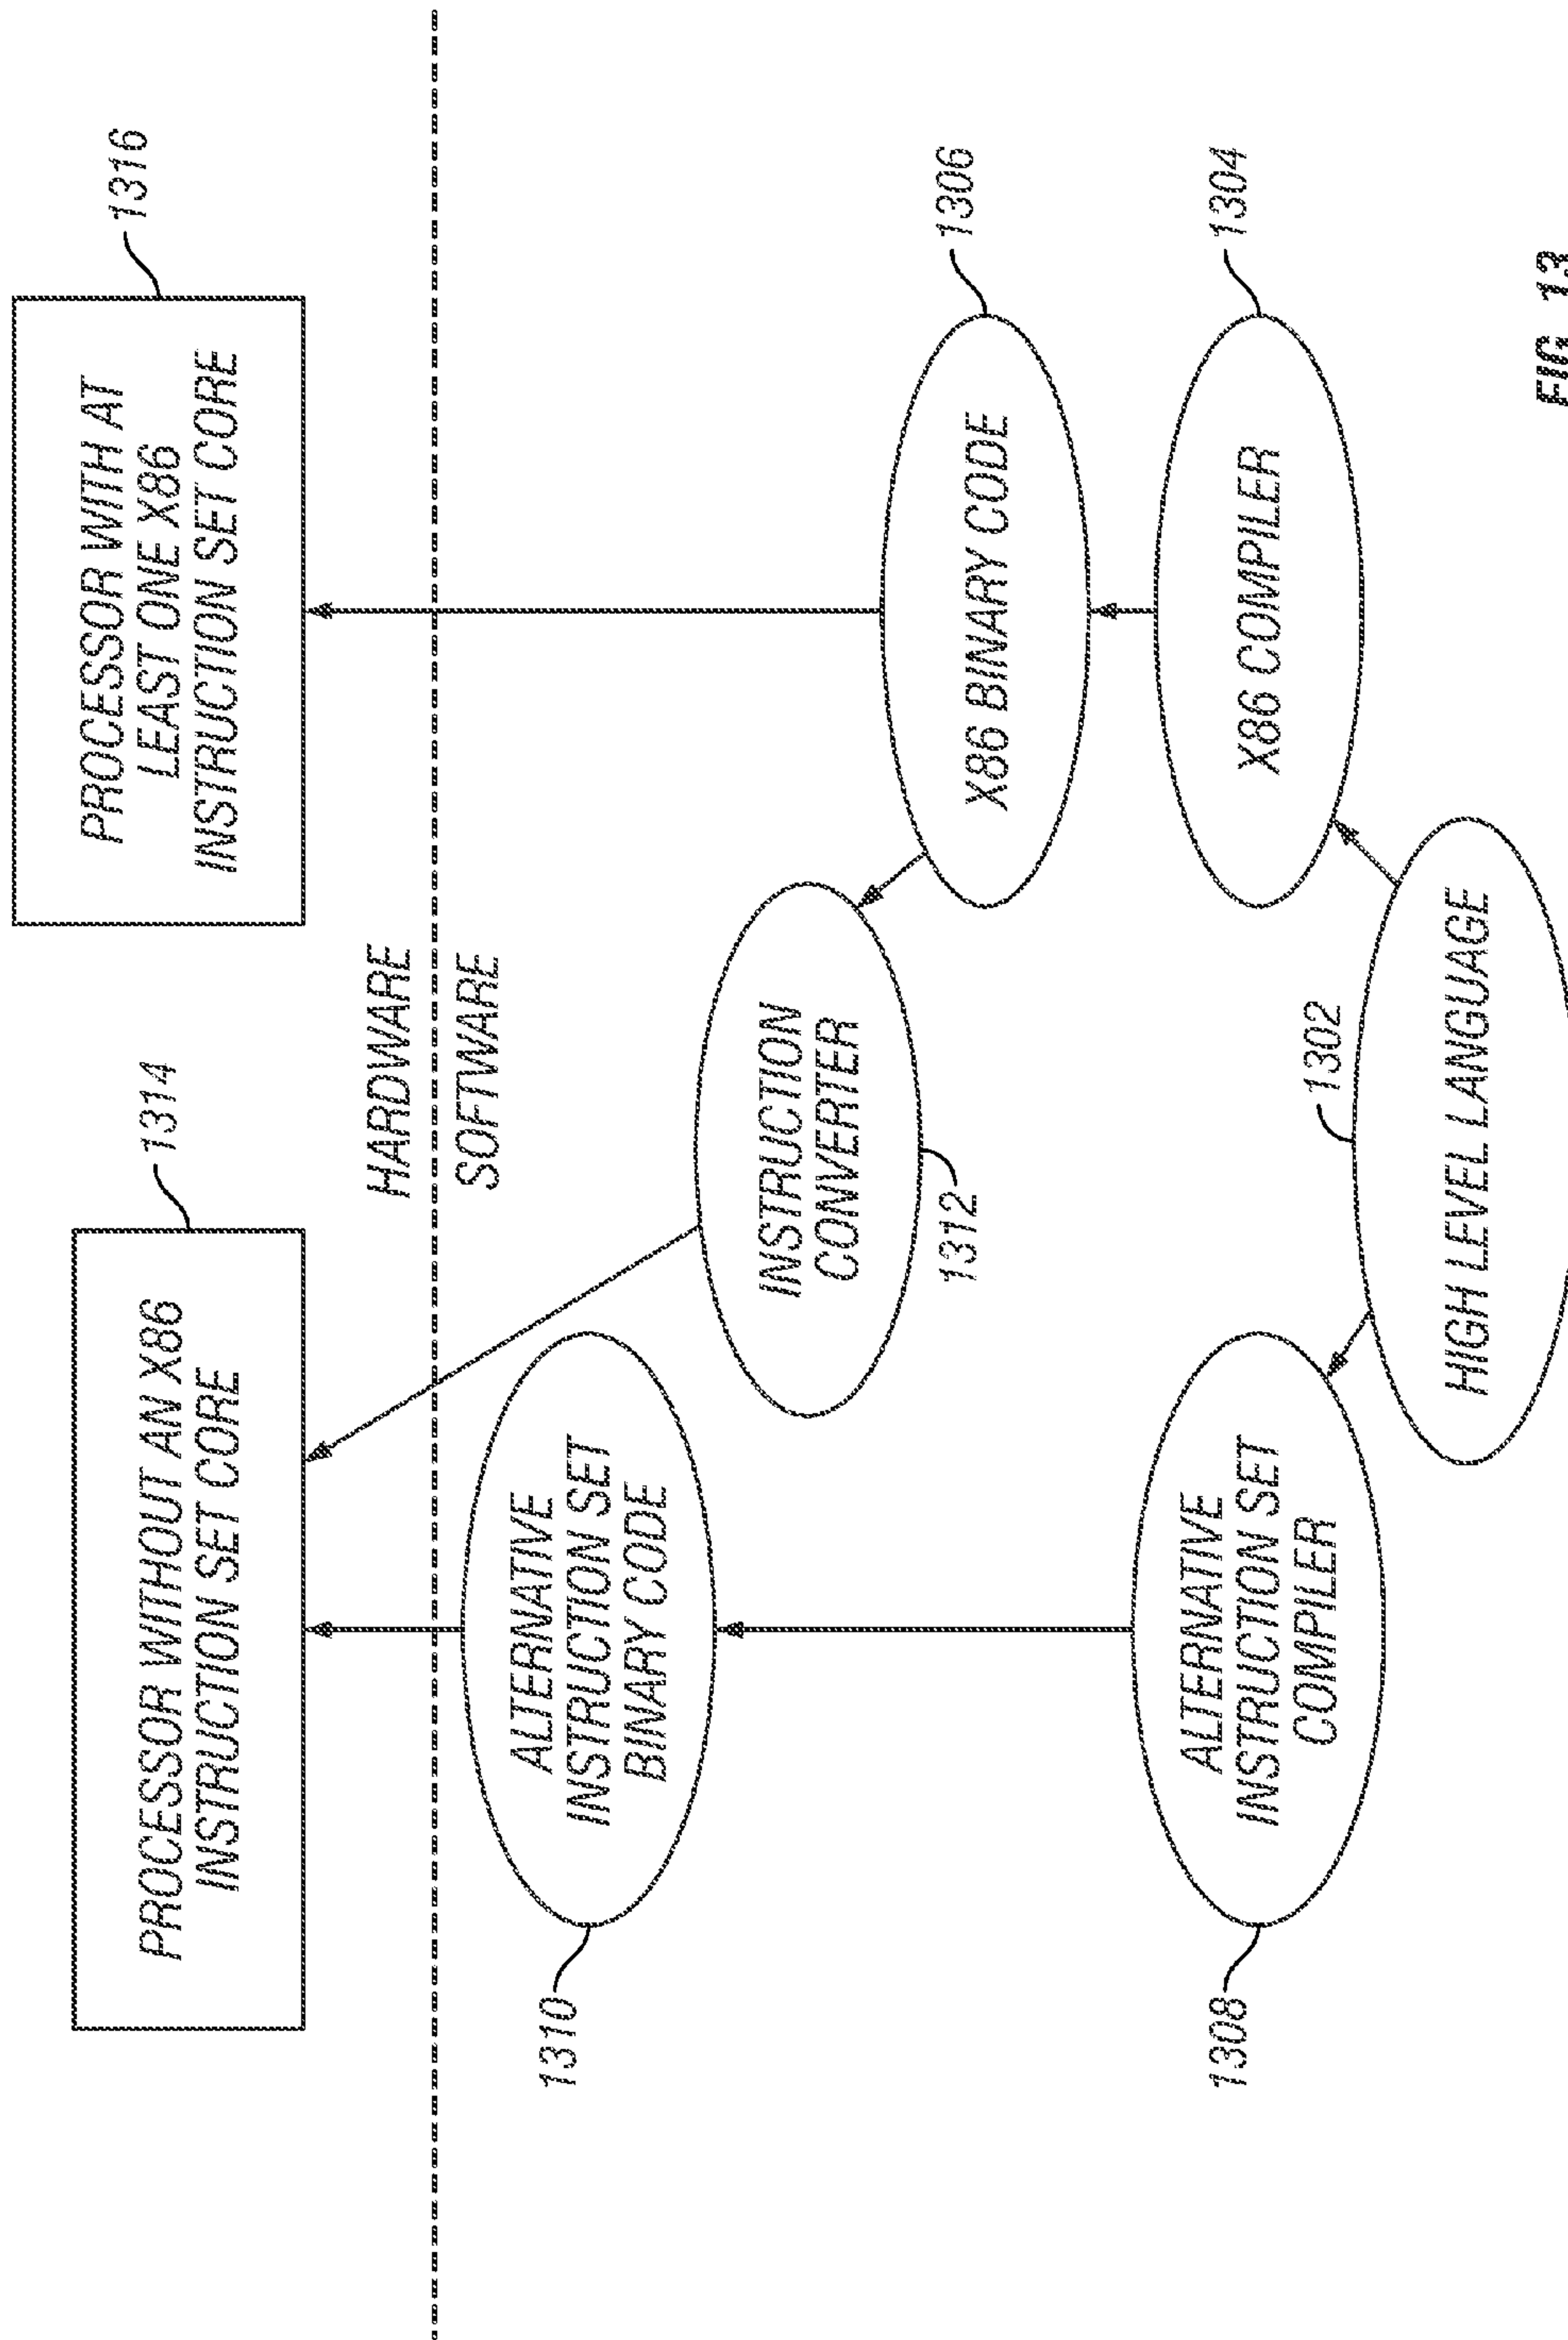 PROCESSOR WITHOUT AN X86
INSTRUCTION SET CORE
1314
PROCESSOR WITH AT
LEAST ONE X86
INSTRUCTION SET CORE
1316
HARDWARE
SOFTWARE
1310
ALTERNATIVE
INSTRUCTION SET
BINARY CODE
INSTRUCTION
CONVERTER
1312
X86 BINARY CODE
1306
1308
ALTERNATIVE
INSTRUCTION SET
COMPILER
X86 COMPILER
1304
1302
HIGH LEVEL LANGUAGE
FIG. 13